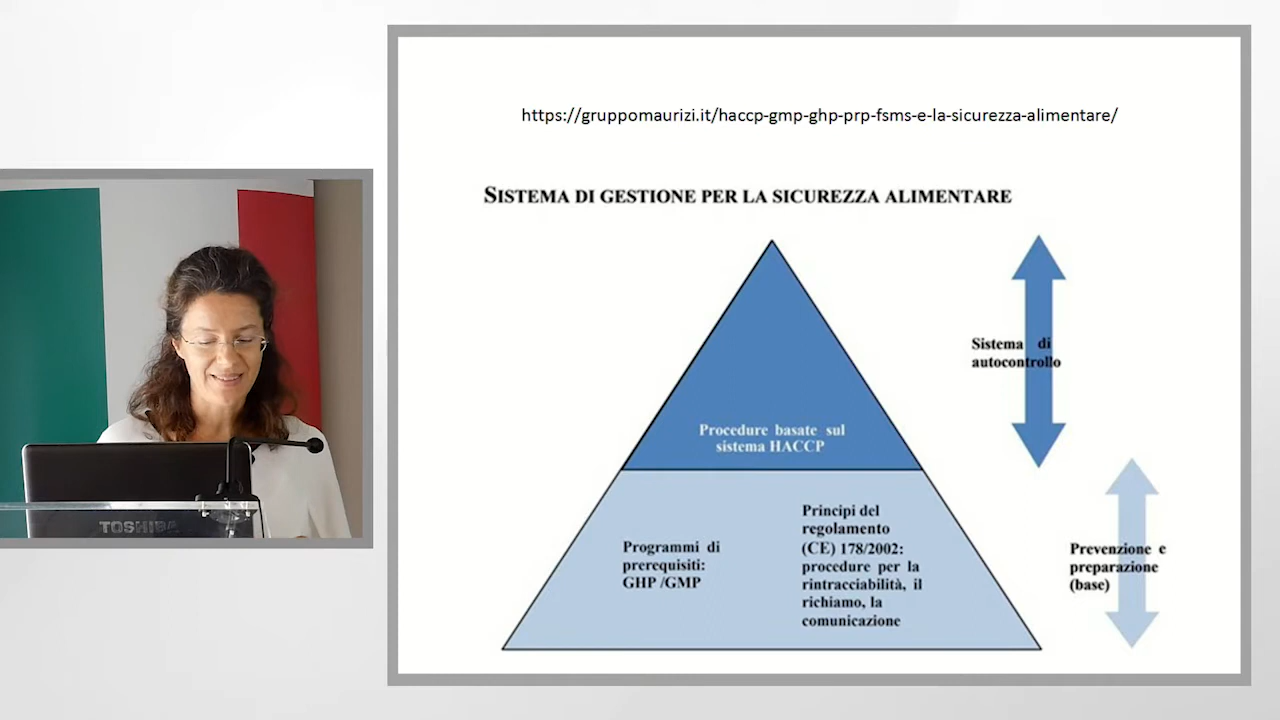 https://gruppomaurizi.it/haccp-gmp-ghp-prp-fsms-e-la-sicurezza-alimentare/
SISTEMA DI GESTIONE PER LA SICUREZZA ALIMENTARE
Sistema di
autocontrollo
Procedure basate sul
sistema HACCP
Programmi di
prerequisiti:
GHP /GMP
Principi del
regolamento
(CE) 178/2002:
procedure per la
rintracciabilità, il
richiamo, la
comunicazione
Prevenzione e
preparazione
(base)
TOSHIBA